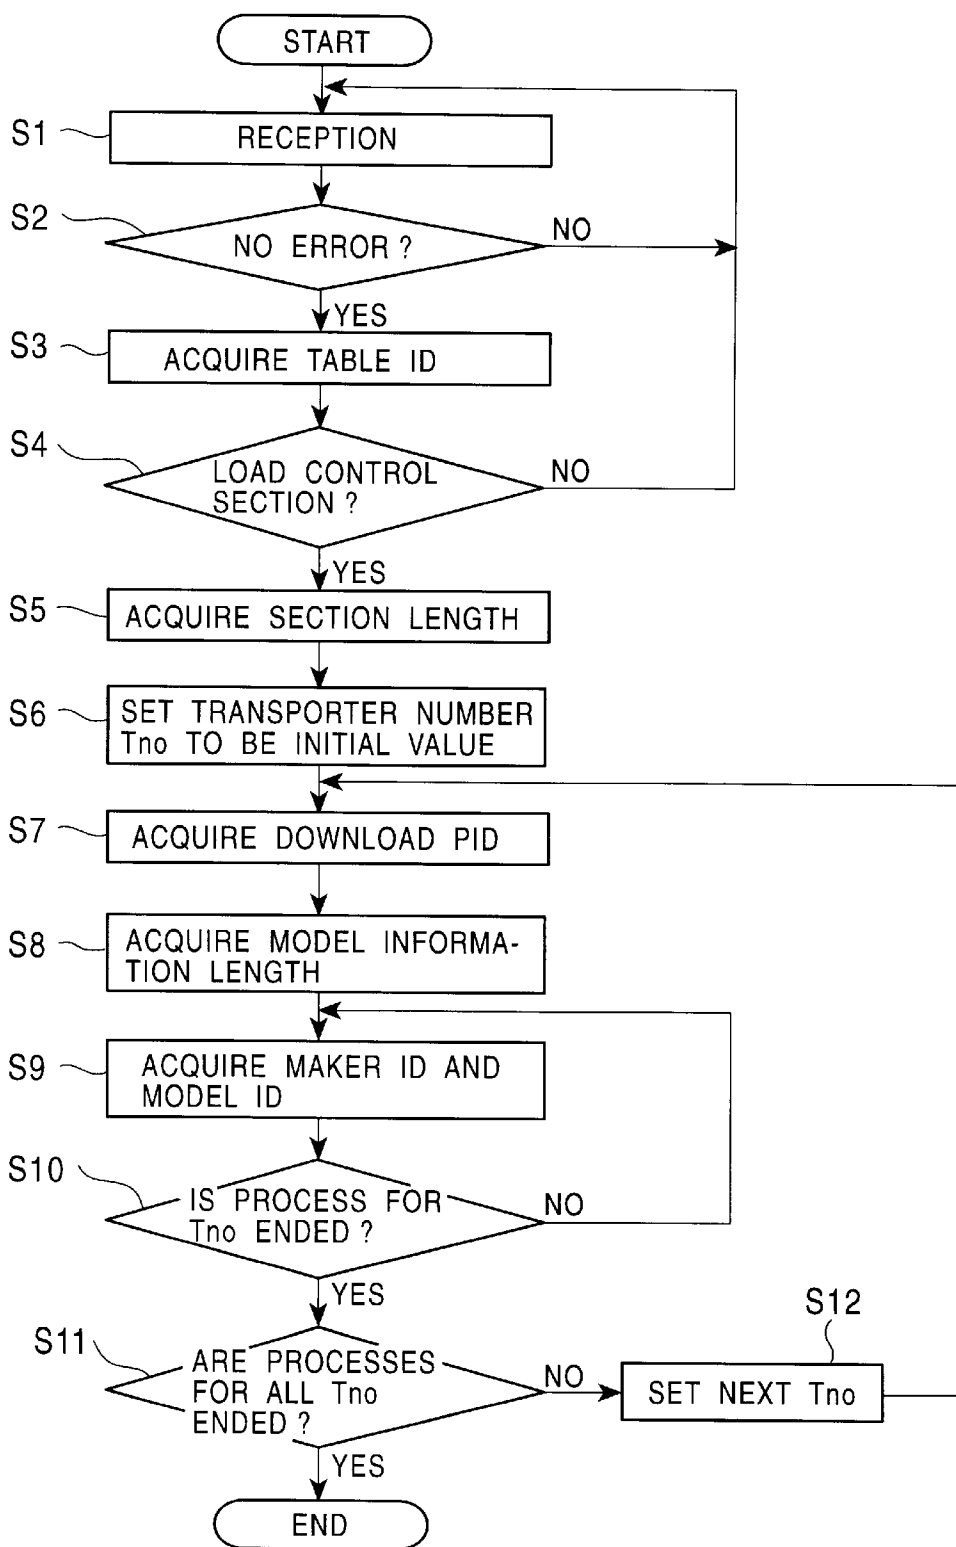 START
S1
RECEPTION
S2
NO ERROR ?
NO
YES
S3
ACQUIRE TABLE ID
S4
LOAD CONTROL
SECTION ?
NO
YES
S5
ACQUIRE SECTION LENGTH
S6
SET TRANSPORTER NUMBER
Tno TO BE INITIAL VALUE
S7
ACQUIRE DOWNLOAD PID
S8
ACQUIRE MODEL INFORMA-
TION LENGTH
S9
ACQUIRE MAKER ID AND
MODEL ID
S10
IS PROCESS FOR
Tno ENDED ?
NO
YES
S11
ARE PROCESSES
FOR ALL Tno
ENDED ?
NO
S12
SET NEXT Tno
YES
END